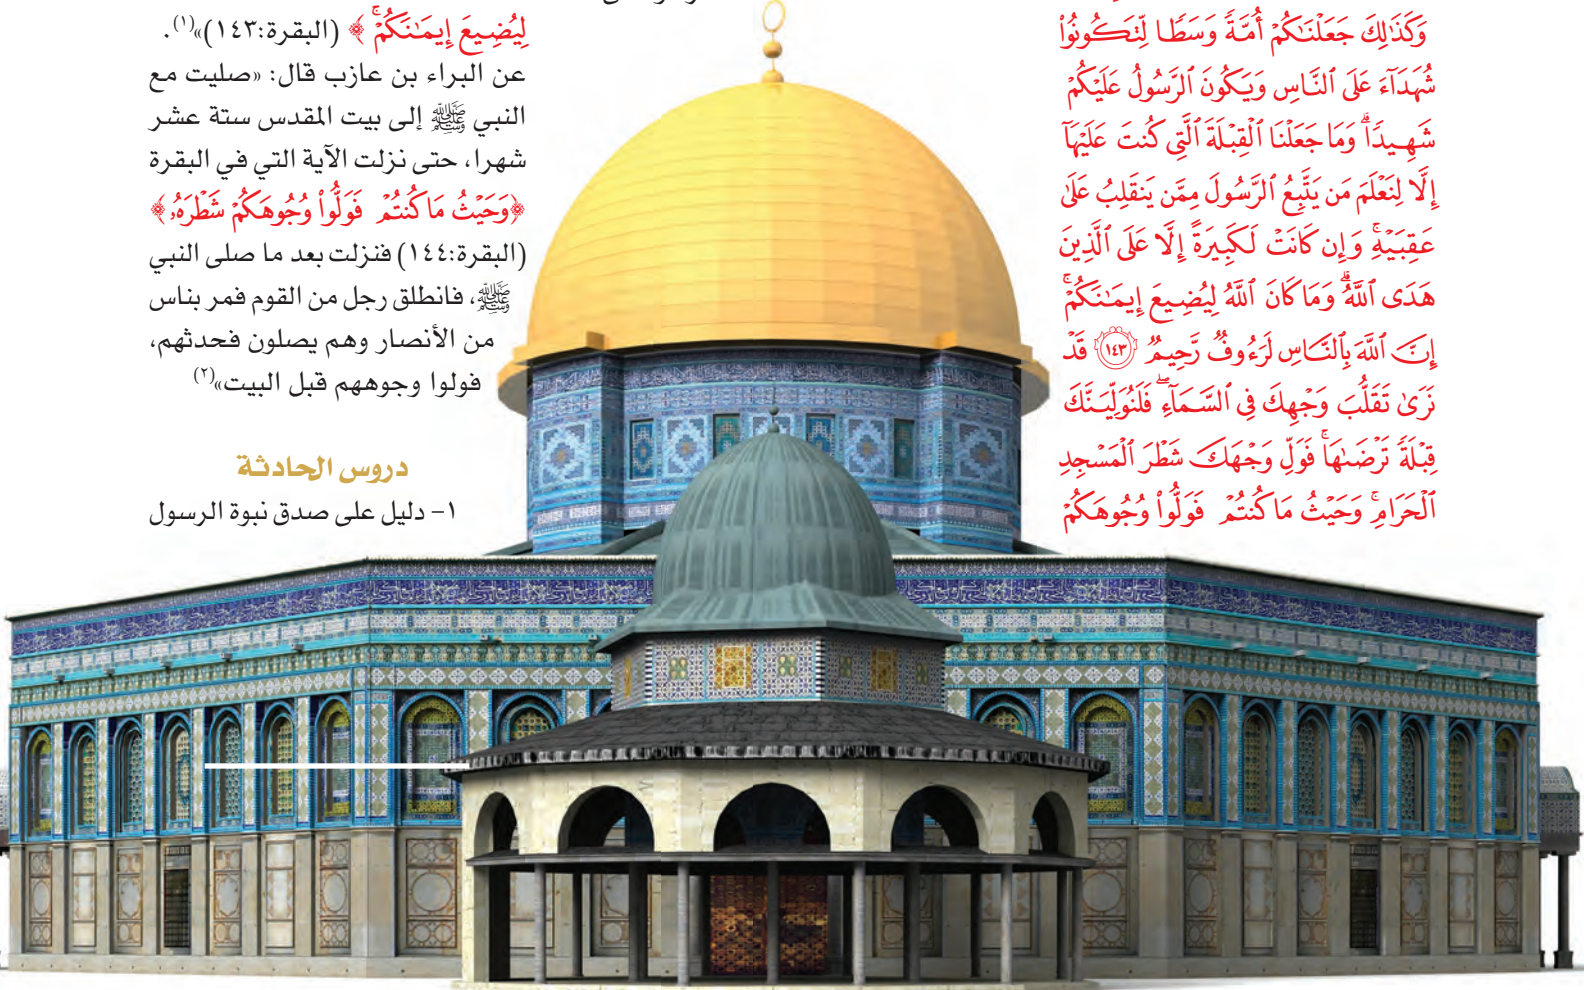 وَكَذَٰلِكَ جَعَلْنَٰكُمْ أُمَّةً وَسَطًا لِّتَكُونُوا۟
شُهَدَآءَ عَلَى ٱلنَّاسِ وَيَكُونَ ٱلرَّسُولُ عَلَيْكُمْ
شَهِيدًا ۗ وَمَا جَعَلْنَا ٱلْقِبْلَةَ ٱلَّتِى كُنتَ عَلَيْهَآ
إِلَّا لِنَعْلَمَ مَن يَتَّبِعُ ٱلرَّسُولَ مِمَّن يَنقَلِبُ عَلَىٰ
عَقِبَيْهِ ۚ وَإِن كَانَتْ لَكَبِيرَةً إِلَّا عَلَى ٱلَّذِينَ
هَدَى ٱللَّهُ ۗ وَمَا كَانَ ٱللَّهُ لِيُضِيعَ إِيمَٰنَكُمْ ۚ
إِنَّ ٱللَّهَ بِٱلنَّاسِ لَرَءُوفٌ رَّحِيمٌ ﴿١٤٣﴾ قَدْ
نَرَىٰ تَقَلُّبَ وَجْهِكَ فِى ٱلسَّمَآءِ ۖ فَلَنُوَلِّيَنَّكَ
قِبْلَةً تَرْضَىٰهَا ۚ فَوَلِّ وَجْهَكَ شَطْرَ ٱلْمَسْجِدِ
ٱلْحَرَامِ ۚ وَحَيْثُ مَا كُنتُمْ فَوَلُّوا۟ وُجُوهَكُمْ
لِيُضِيعَ إِيمَٰنَكُمْ ۚ ﴾ (البقرة:١٤٣)»(١).
عن البراء بن عازب قال: «صليت مع
النبي ﷺ إلى بيت المقدس ستة عشر
شهرا، حتى نزلت الآية التي في البقرة
﴿وَحَيْثُ مَا كُنتُمْ فَوَلُّوا۟ وُجُوهَكُمْ شَطْرَهُۥ ﴾
(البقرة:١٤٤) فنزلت بعد ما صلى النبي
ﷺ، فانطلق رجل من القوم فمر بناس
من الأنصار وهم يصلون فحدثهم،
فولوا وجوههم قبل البيت»(٢)
دروس الحادثة
١- دليل على صدق نبوة الرسول